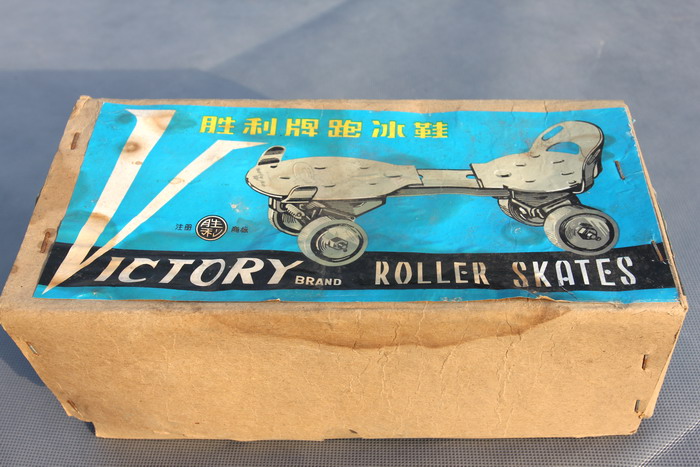 胜利牌跑冰鞋
注册 胜利 商标
VICTORY BRAND ROLLER SKATES